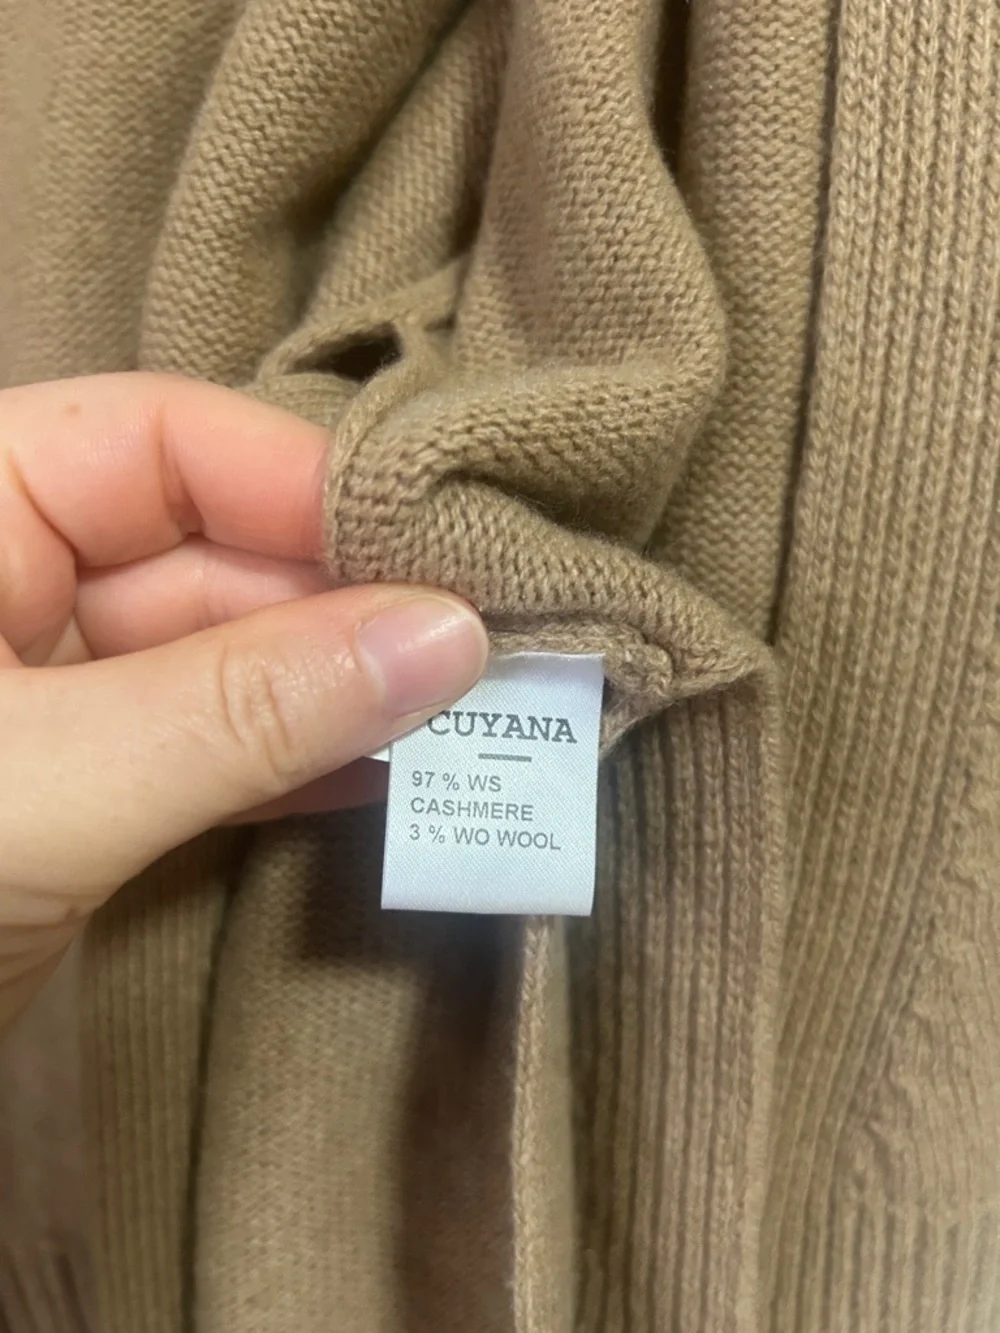 CUYANA
97 % WS
CASHMERE
3 % WO WOOL